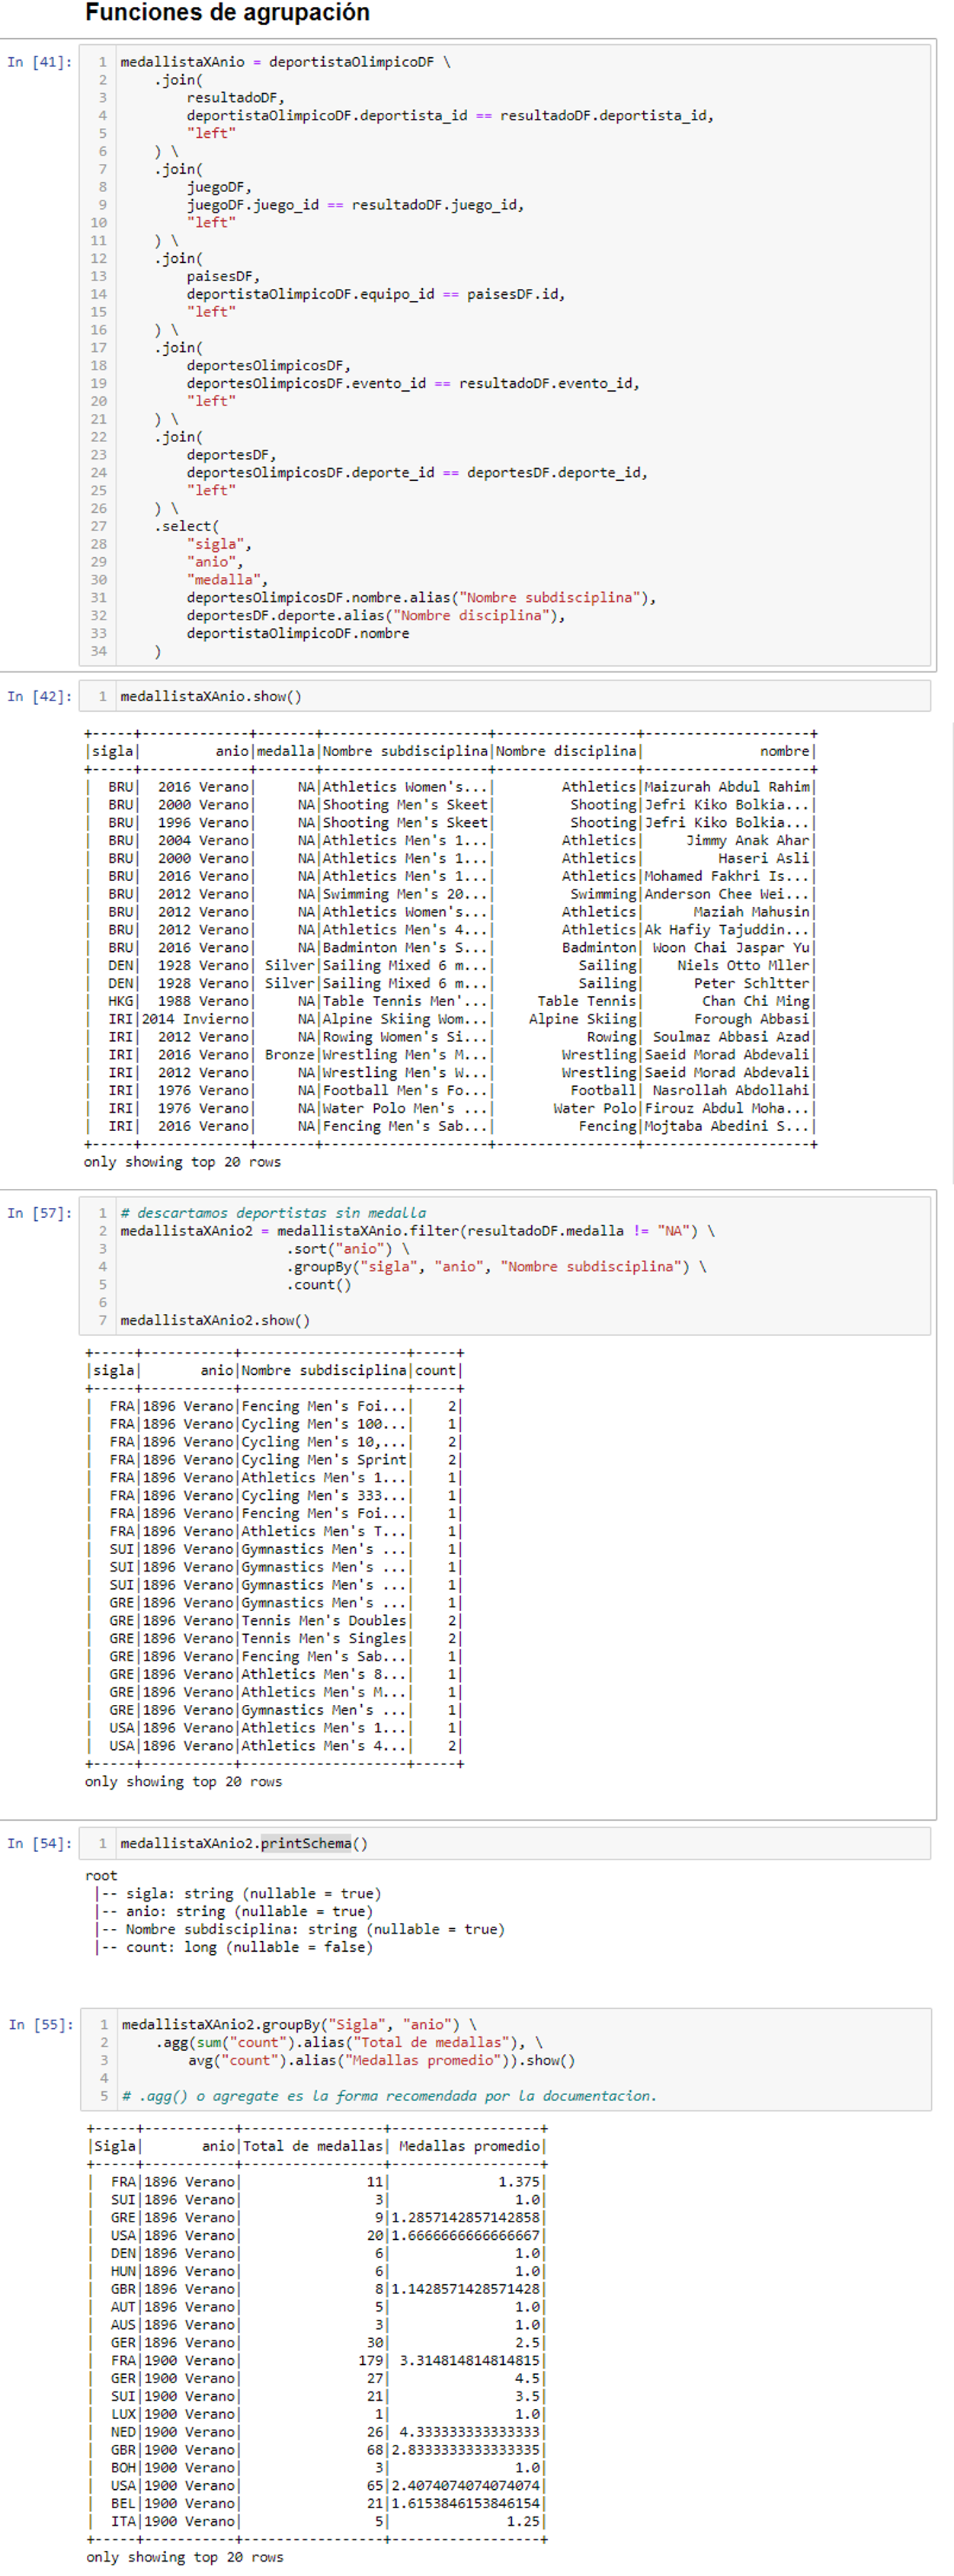 Funciones de agrupación
In [41]:
1 medallistaXAnio = deportistaOlimpicoDF \
2     .join(
3         resultadoDF,
4         deportistaOlimpicoDF.deportista_id == resultadoDF.deportista_id,
5         "left"
6     ) \
7     .join(
8         juegoDF,
9         juegoDF.juego_id == resultadoDF.juego_id,
10         "left"
11     ) \
12     .join(
13         paisesDF,
14         deportistaOlimpicoDF.equipo_id == paisesDF.id,
15         "left"
16     ) \
17     .join(
18         deportesOlimpicosDF,
19         deportesOlimpicosDF.evento_id == resultadoDF.evento_id,
20         "left"
21     ) \
22     .join(
23         deportesDF,
24         deportesOlimpicosDF.deporte_id == deportesDF.deporte_id,
25         "left"
26     ) \
27     .select(
28         "sigla",
29         "anio",
30         "medalla",
31         deportesOlimpicosDF.nombre.alias("Nombre subdisciplina"),
32         deportesDF.deporte.alias("Nombre disciplina"),
33         deportistaOlimpicoDF.nombre
34     )
In [42]:
1 medallistaXAnio.show()
+-----+-------------+-------+--------------------+-----------------+--------------------+
|sigla|         anio|medalla|Nombre subdisciplina|Nombre disciplina|              nombre|
+-----+-------------+-------+--------------------+-----------------+--------------------+
|  BRU|  2016 Verano|     NA|Athletics Women's...|        Athletics|Maizurah Abdul Rahim|
|  BRU|  2000 Verano|     NA|Shooting Men's Skeet|         Shooting|Jefri Kiko Bolkia...|
|  BRU|  1996 Verano|     NA|Shooting Men's Skeet|         Shooting|Jefri Kiko Bolkia...|
|  BRU|  2004 Verano|     NA|Athletics Men's 1...|        Athletics|     Jimmy Anak Ahar|
|  BRU|  2000 Verano|     NA|Athletics Men's 1...|        Athletics|         Haseri Asli|
|  BRU|  2016 Verano|     NA|Athletics Men's 1...|        Athletics|Mohamed Fakhri Is...|
|  BRU|  2012 Verano|     NA|Swimming Men's 20...|         Swimming|Anderson Chee Wei...|
|  BRU|  2012 Verano|     NA|Athletics Women's...|        Athletics|      Maziah Mahusin|
|  BRU|  2012 Verano|     NA|Athletics Men's 4...|        Athletics|Ak Hafiy Tajuddin...|
|  BRU|  2016 Verano|     NA|Badminton Men's S...|        Badminton| Woon Chai Jaspar Yu|
|  DEN|  1928 Verano| Silver|Sailing Mixed 6 m...|          Sailing|    Niels Otto Mller|
|  DEN|  1928 Verano| Silver|Sailing Mixed 6 m...|          Sailing|      Peter Schltter|
|  HKG|  1988 Verano|     NA|Table Tennis Men'...|     Table Tennis|       Chan Chi Ming|
|  IRI|2014 Invierno|     NA|Alpine Skiing Wom...|    Alpine Skiing|      Forough Abbasi|
|  IRI|  2012 Verano|     NA|Rowing Women's Si...|           Rowing| Soulmaz Abbasi Azad|
|  IRI|  2016 Verano| Bronze|Wrestling Men's M...|        Wrestling|Saeid Morad Abdevali|
|  IRI|  2012 Verano|     NA|Wrestling Men's W...|        Wrestling|Saeid Morad Abdevali|
|  IRI|  1976 Verano|     NA|Football Men's Fo...|         Football| Nasrollah Abdollahi|
|  IRI|  1976 Verano|     NA|Water Polo Men's ...|       Water Polo|Firouz Abdul Moha...|
|  IRI|  2016 Verano|     NA|Fencing Men's Sab...|          Fencing|Mojtaba Abedini S...|
+-----+-------------+-------+--------------------+-----------------+--------------------+
only showing top 20 rows
In [57]:
1 # descartamos deportistas sin medalla
2 medallistaXAnio2 = medallistaXAnio.filter(resultadoDF.medalla != "NA") \
3                     .sort("anio") \
4                     .groupBy("sigla", "anio", "Nombre subdisciplina") \
5                     .count()
6
7 medallistaXAnio2.show()
+-----+-----------+--------------------+-----+
|sigla|       anio|Nombre subdisciplina|count|
+-----+-----------+--------------------+-----+
|  FRA|1896 Verano|Fencing Men's Foi...|    2|
|  FRA|1896 Verano|Cycling Men's 100...|    1|
|  FRA|1896 Verano|Cycling Men's 10,...|    2|
|  FRA|1896 Verano|Cycling Men's Sprint|    2|
|  FRA|1896 Verano|Athletics Men's 1...|    1|
|  FRA|1896 Verano|Cycling Men's 333...|    1|
|  FRA|1896 Verano|Fencing Men's Foi...|    1|
|  FRA|1896 Verano|Athletics Men's T...|    1|
|  SUI|1896 Verano|Gymnastics Men's ...|    1|
|  SUI|1896 Verano|Gymnastics Men's ...|    1|
|  SUI|1896 Verano|Gymnastics Men's ...|    1|
|  GRE|1896 Verano|Gymnastics Men's ...|    1|
|  GRE|1896 Verano|Tennis Men's Doubles|    2|
|  GRE|1896 Verano|Tennis Men's Singles|    2|
|  GRE|1896 Verano|Fencing Men's Sab...|    1|
|  GRE|1896 Verano|Athletics Men's 8...|    1|
|  GRE|1896 Verano|Athletics Men's M...|    1|
|  GRE|1896 Verano|Gymnastics Men's ...|    1|
|  USA|1896 Verano|Athletics Men's 1...|    1|
|  USA|1896 Verano|Athletics Men's 4...|    2|
+-----+-----------+--------------------+-----+
only showing top 20 rows
In [54]:
1 medallistaXAnio2.printSchema()
root
 |-- sigla: string (nullable = true)
 |-- anio: string (nullable = true)
 |-- Nombre subdisciplina: string (nullable = true)
 |-- count: long (nullable = false)
In [55]:
1 medallistaXAnio2.groupBy("Sigla", "anio") \
2     .agg(sum("count").alias("Total de medallas"), \
3         avg("count").alias("Medallas promedio")).show()
4
5 # .agg() o agregate es la forma recomendada por la documentacion.
+-----+-----------+-----------------+------------------+
|Sigla|       anio|Total de medallas| Medallas promedio|
+-----+-----------+-----------------+------------------+
|  FRA|1896 Verano|               11|             1.375|
|  SUI|1896 Verano|                3|               1.0|
|  GRE|1896 Verano|                9|1.2857142857142858|
|  USA|1896 Verano|               20|1.6666666666666667|
|  DEN|1896 Verano|                6|               1.0|
|  HUN|1896 Verano|                6|               1.0|
|  GBR|1896 Verano|                8|1.1428571428571428|
|  AUT|1896 Verano|                5|               1.0|
|  AUS|1896 Verano|                3|               1.0|
|  GER|1896 Verano|               30|               2.5|
|  FRA|1900 Verano|              179| 3.314814814814815|
|  GER|1900 Verano|               27|               4.5|
|  SUI|1900 Verano|               21|               3.5|
|  LUX|1900 Verano|                1|               1.0|
|  NED|1900 Verano|               26| 4.333333333333333|
|  GBR|1900 Verano|               68|2.8333333333333335|
|  BOH|1900 Verano|                3|               1.0|
|  USA|1900 Verano|               65|2.4074074074074074|
|  BEL|1900 Verano|               21|1.6153846153846154|
|  ITA|1900 Verano|                5|              1.25|
+-----+-----------+-----------------+------------------+
only showing top 20 rows